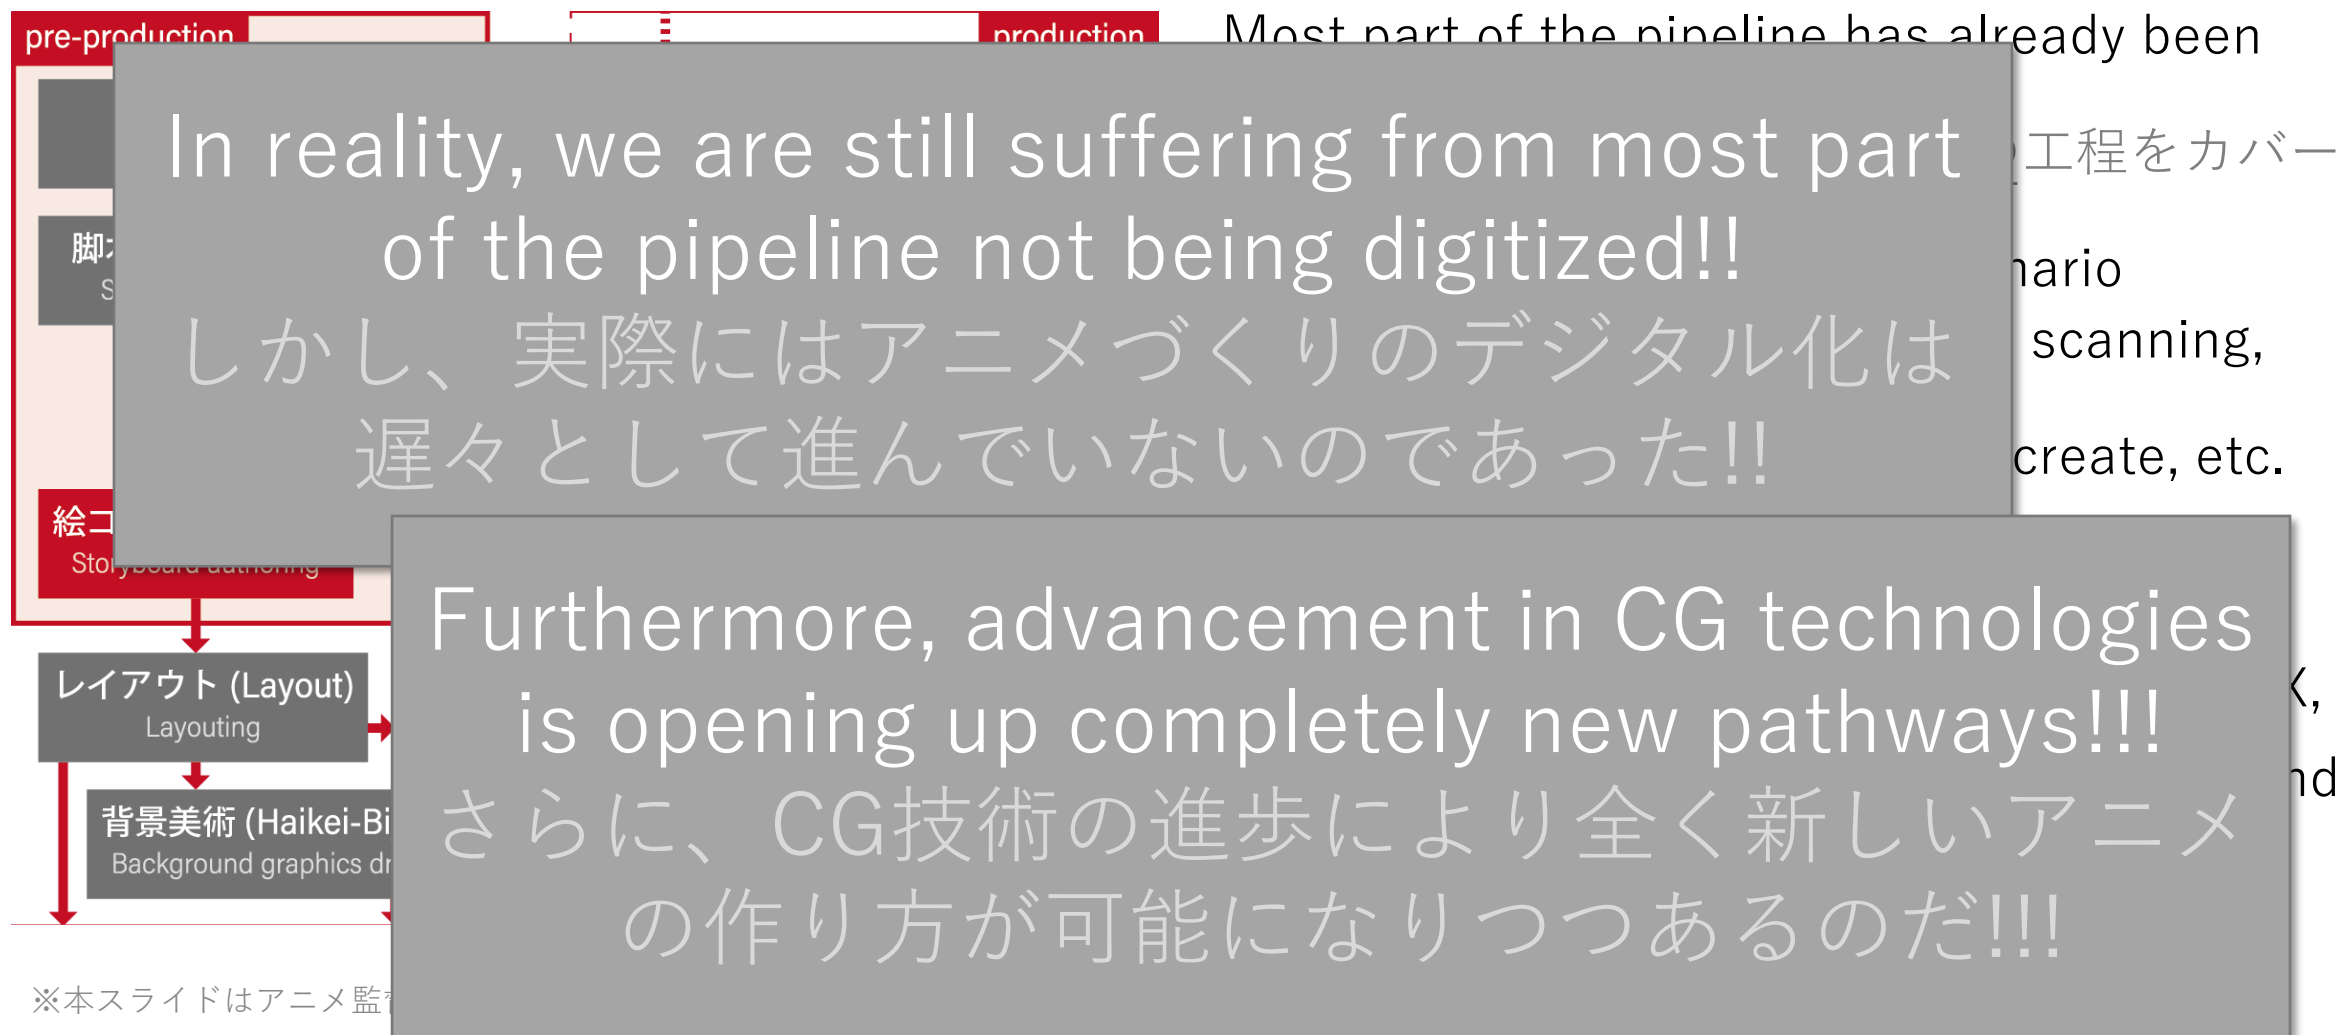 pre-production
production
Most part of the pipeline has already been
In reality, we are still suffering from most part
of the pipeline not being digitized!!
しかし、実際にはアニメづくりのデジタル化は
遅々として進んでいないのであった!!
工程をカバー
scanning,
create, etc.
Furthermore, advancement in CG technologies
is opening up completely new pathways!!!
さらに、CG技術の進歩により全く新しいアニメ
の作り方が可能になりつつあるのだ!!!
脚
絵コ
Storyboard authoring
レイアウト (Layout)
Layouting
背景美術 (Haikei-Bi
Background graphics dr
※本スライドはアニメ監